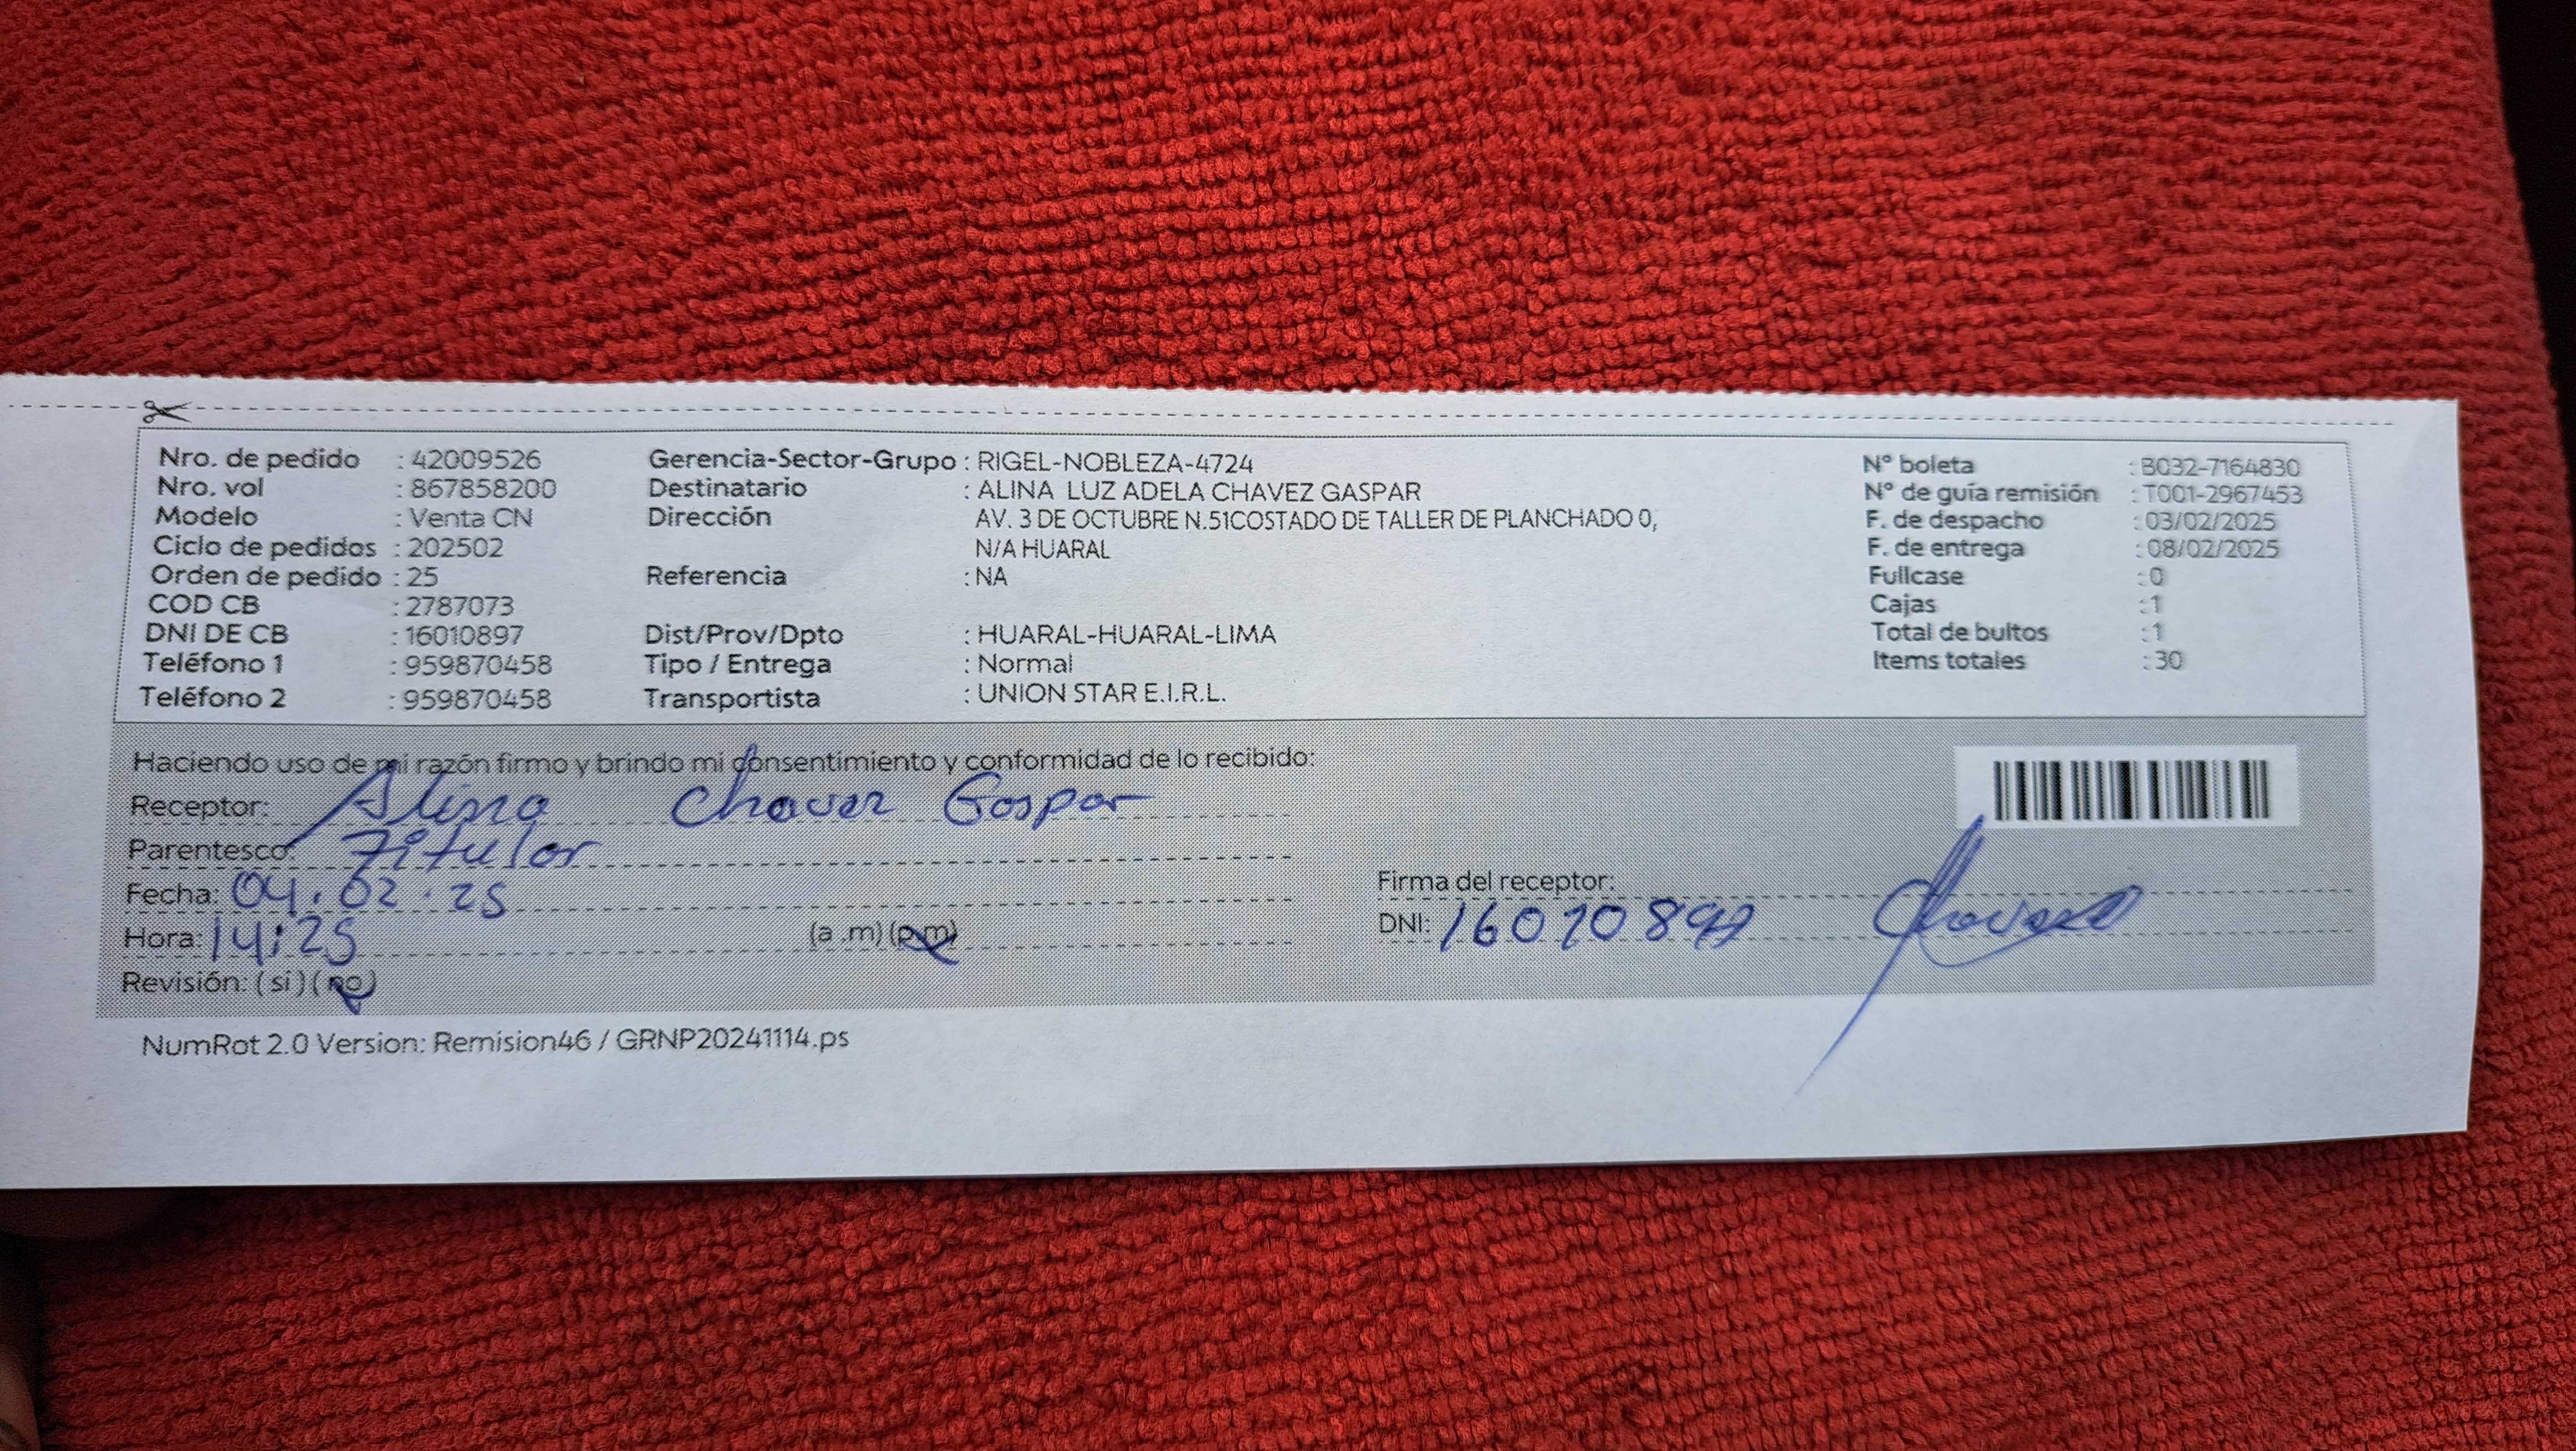 Nro. de pedido : 42009526 Gerencia-Sector-Grupo : RIGEL-NOBLEZA-4724 N° boleta : B032-7164830
Nro. vol : 867858200 Destinatario : ALINA LUZ ADELA CHAVEZ GASPAR N° de guía remisión : T001-2967453
Modelo : Venta CN Dirección AV. 3 DE OCTUBRE N.51COSTADO DE TALLER DE PLANCHADO 0, F. de despacho : 03/02/2025
Ciclo de pedidos : 202502 N/A HUARAL F. de entrega : 08/02/2025
Orden de pedido : 25 Referencia : NA Fullcase : 0
COD CB : 2787073 Cajas : 1
DNI DE CB : 16010897 Dist/Prov/Dpto : HUARAL-HUARAL-LIMA Total de bultos : 1
Teléfono 1 : 959870458 Tipo / Entrega : Normal Items totales : 30
Teléfono 2 : 959870458 Transportista : UNION STAR E.I.R.L.
Haciendo uso de mi razón firmo y brindo mi consentimiento y conformidad de lo recibido:
Receptor: Alina Chavez Gaspar
Parentesco: Titular
Fecha: 04.02.25 Firma del receptor:
Hora: 14:25 (a .m) (p.m) DNI: 16010897
Revisión: (si) (no)
NumRot 2.0 Version: Remision46 / GRNP20241114.ps